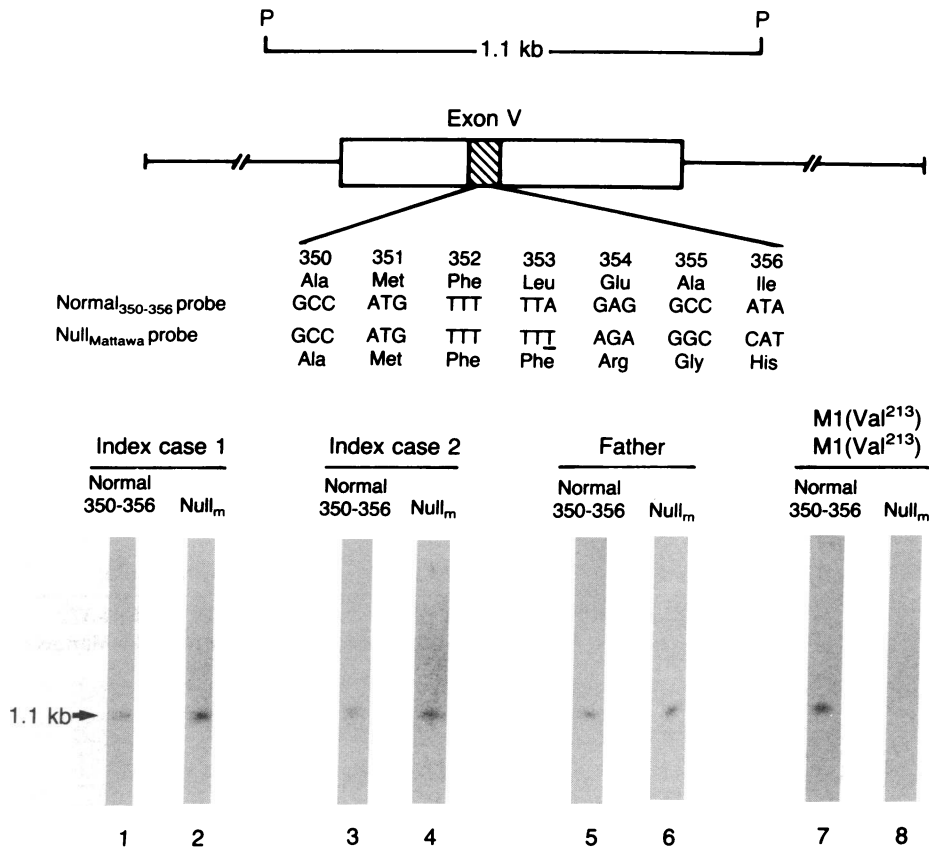 P P
1.1 kb
Exon V
350 351 352 353 354 355 356
Ala Met Phe Leu Glu Ala Ile
Normal350-356 probe GCC ATG TTT TTA GAG GCC ATA
NullMattawa probe GCC ATG TTT TTT AGA GGC CAT
Ala Met Phe Phe Arg Gly His
M1(Val213)
Index case 1 Index case 2 Father M1(Val213)
Normal Normal Normal Normal
350-356 Nullm 350-356 Nullm 350-356 Nullm 350-356 Nullm
1.1 kb
1 2 3 4 5 6 7 8